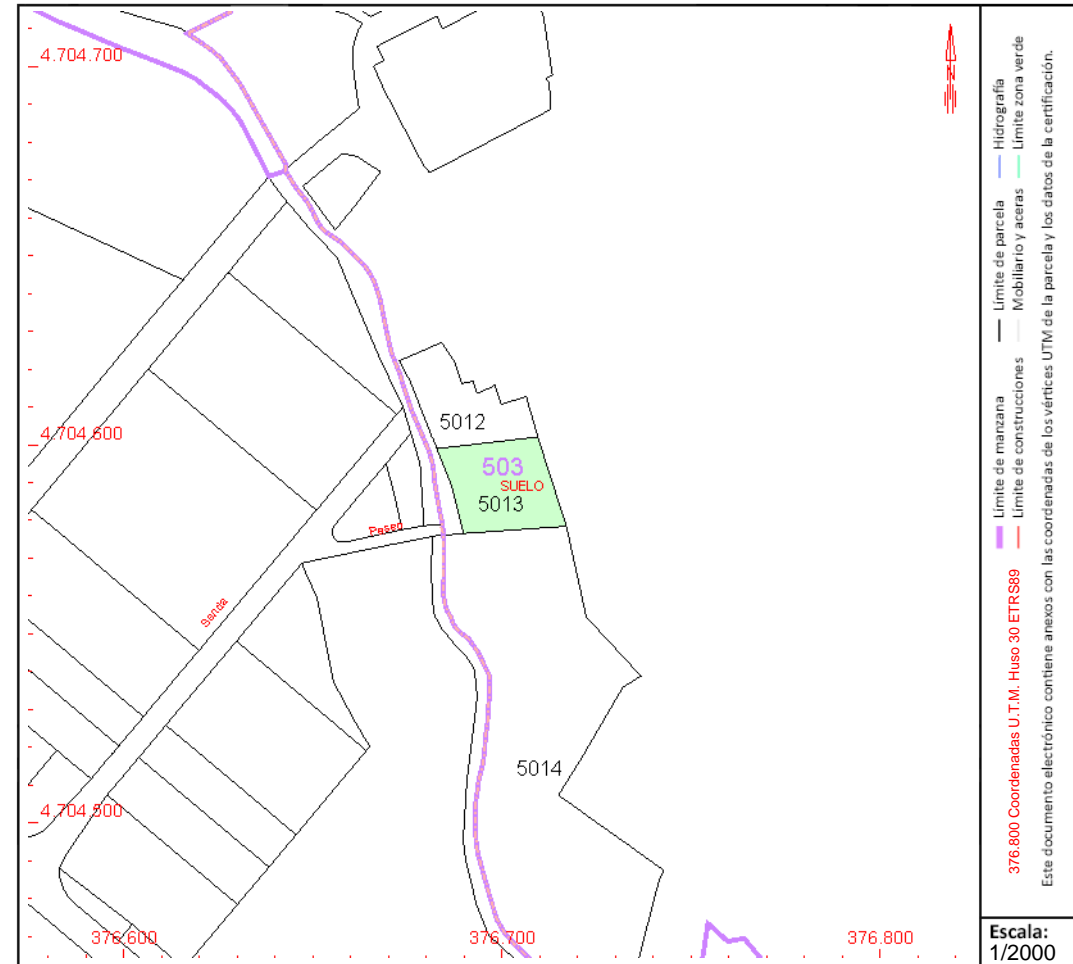 4.704.700
N
5012
4.704.600
503
SUELO
5013
Paseo
Senda
5014
4.704.500
376.600
376.700
376.800
Límite de manzana
Límite de parcela
Hidrografía
376.800 Coordenadas U.T.M. Huso 30 ETRS89
Límite de construcciones
Mobiliario y aceras
Límite zona verde
Este documento electrónico contiene anexos con las coordenadas de los vértices UTM de la parcela y los datos de la certificación.
Escala:
1/2000